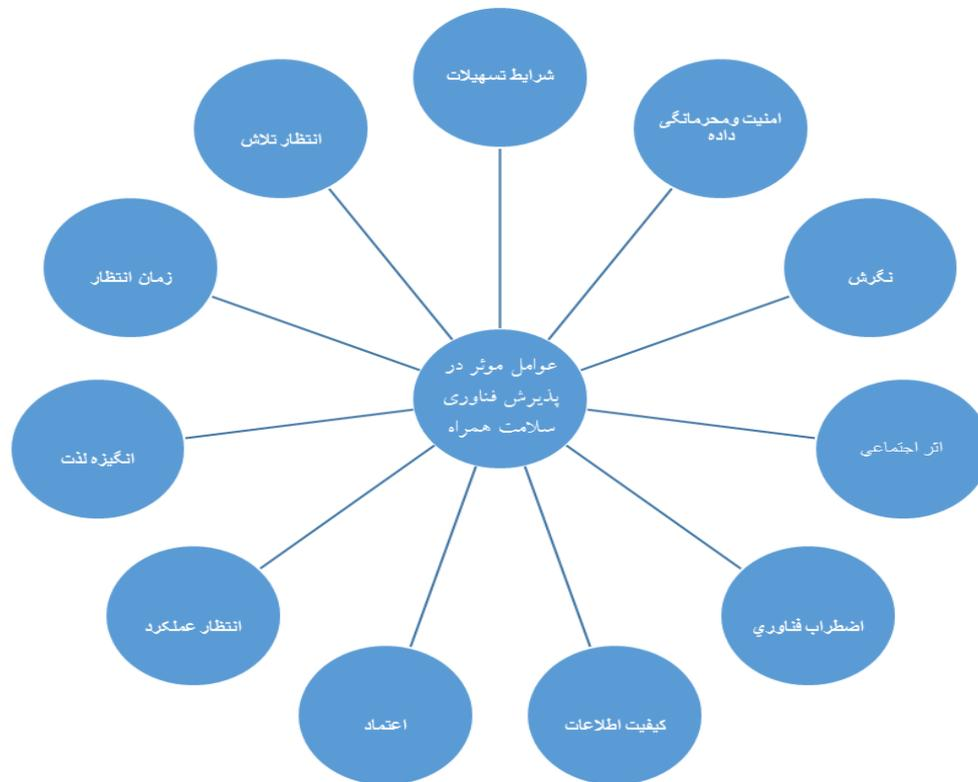 شرایط تسهیلات
امنیت ومحرمانگی
داده
نگرش
اثر اجتماعی
اضطراب فناوري
کیفیت اطلاعات
اعتماد
انتظار عملکرد
انگیزه لذت
زمان انتظار
انتظار تلاش
عوامل موثر در
پذیرش فناوری
سلامت همراه